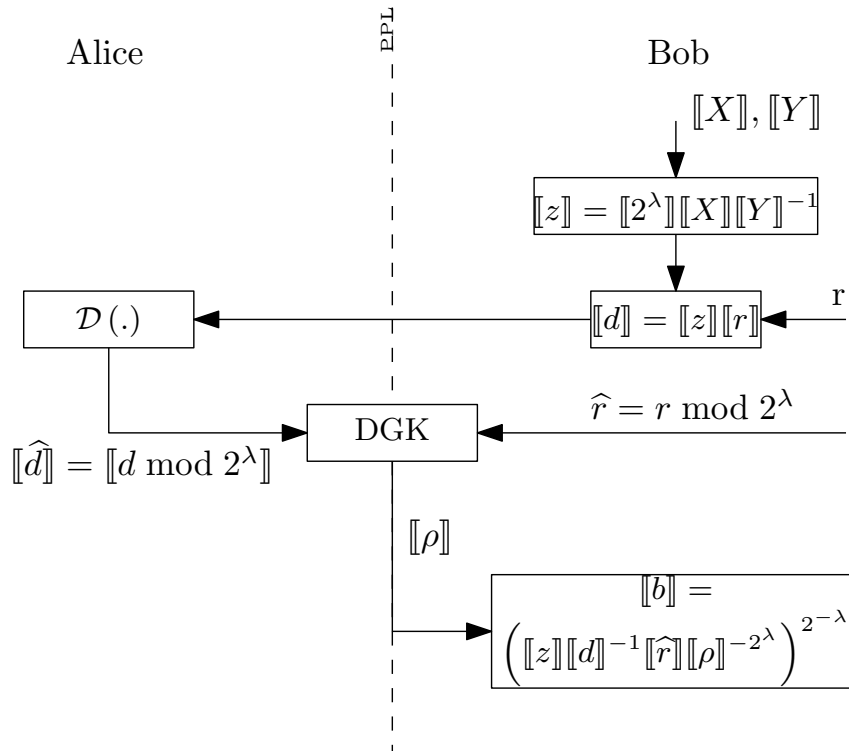 Alice
PPL
Bob
⟦X⟧, ⟦Y⟧
⟦z⟧ = ⟦2^λ⟧⟦X⟧⟦Y⟧^{-1}
r
𝒟(.)
⟦d⟧ = ⟦z⟧⟦r⟧
r̂ = r mod 2^λ
DGK
⟦d̂⟧ = ⟦d mod 2^λ⟧
⟦ρ⟧
⟦b⟧ =
(⟦z⟧⟦d⟧^{-1}⟦r̂⟧⟦ρ⟧^{-2^λ})^{2^{-λ}}